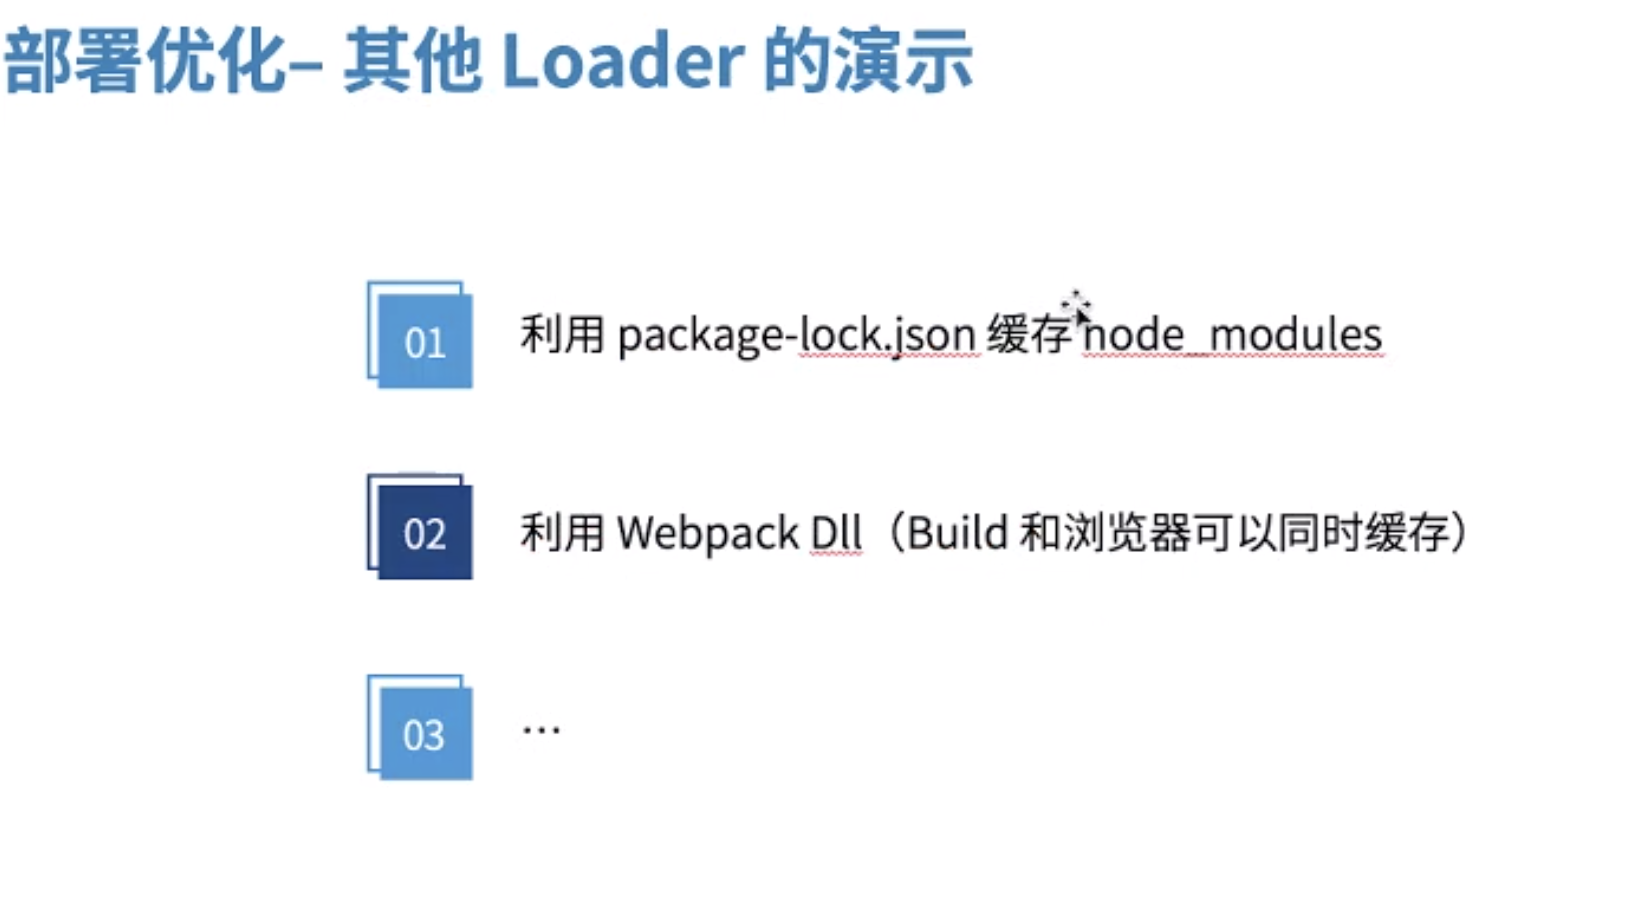 部署优化– 其他 Loader 的演示
01
利用 package-lock.json 缓存 node_modules
02
利用 Webpack Dll（Build 和浏览器可以同时缓存）
03
…